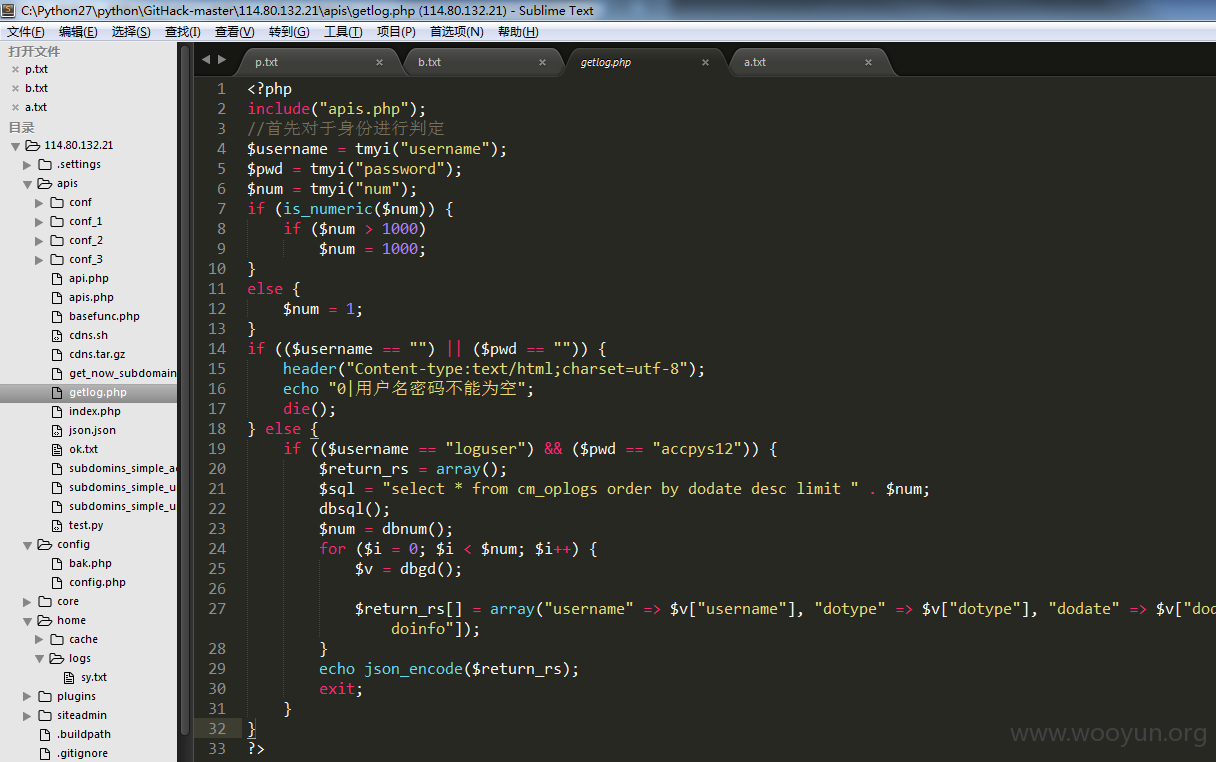 C:\Python27\python\GitHack-master\114.80.132.21\apis\getlog.php (114.80.132.21) - Sublime Text
文件(F) 编辑(E) 选择(S) 查找(I) 查看(V) 转到(G) 工具(T) 项目(P) 首选项(N) 帮助(H)
打开文件
× p.txt
× b.txt
× a.txt
目录
114.80.132.21
.settings
apis
conf
conf_1
conf_2
conf_3
api.php
apis.php
basefunc.php
cdns.sh
cdns.tar.gz
get_now_subdomain
getlog.php
index.php
json.json
ok.txt
subdomins_simple_a
subdomins_simple_u
subdomins_simple_u
test.py
config
bak.php
config.php
core
home
cache
logs
sy.txt
plugins
siteadmin
.buildpath
.gitignore
p.txt × b.txt × getlog.php × a.txt ×
1 <?php
2 include("apis.php");
3 //首先对于身份进行判定
4 $username = tmyi("username");
5 $pwd = tmyi("password");
6 $num = tmyi("num");
7 if (is_numeric($num)) {
8 if ($num > 1000)
9 $num = 1000;
10 }
11 else {
12 $num = 1;
13 }
14 if (($username == "") || ($pwd == "")) {
15 header("Content-type:text/html;charset=utf-8");
16 echo "0|用户名密码不能为空";
17 die();
18 } else {
19 if (($username == "loguser") && ($pwd == "accpys12")) {
20 $return_rs = array();
21 $sql = "select * from cm_oplogs order by dodate desc limit " . $num;
22 dbsql();
23 $num = dbnum();
24 for ($i = 0; $i < $num; $i++) {
25 $v = dbgd();
26
27 $return_rs[] = array("username" => $v["username"], "dotype" => $v["dotype"], "dodate" => $v["dod
doinfo"]);
28 }
29 echo json_encode($return_rs);
30 exit;
31 }
32 }
33 ?>
www.wooyun.org